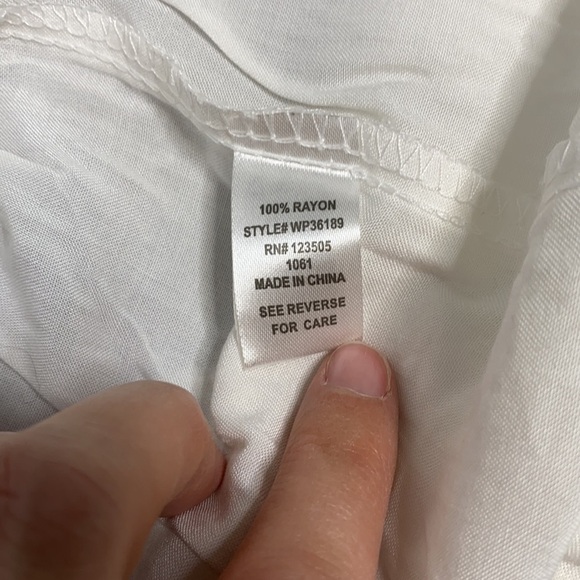 100% RAYON
STYLE# WP36189
RN# 123505
1061
MADE IN CHINA
SEE REVERSE
FOR CARE